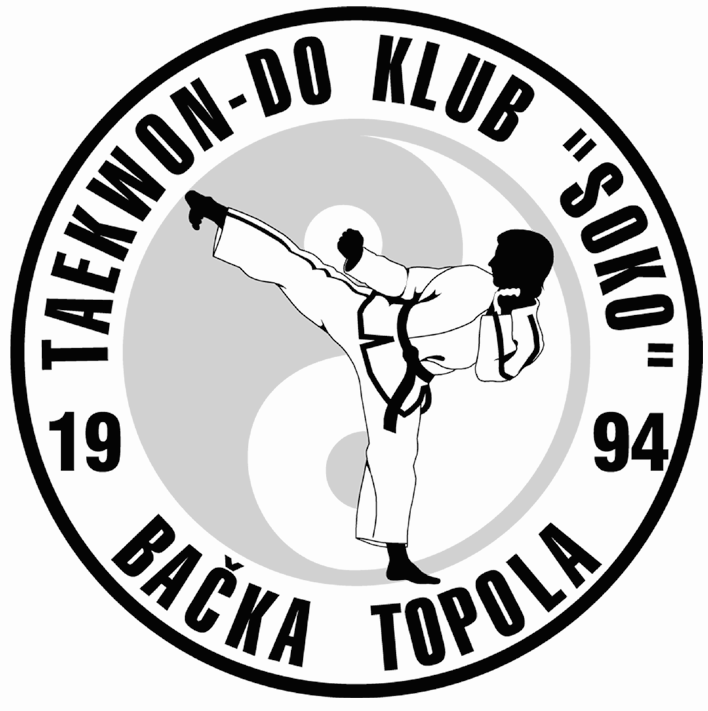 TAEKWON-DO KLUB "SOKO"
19 94
BAČKA TOPOLA